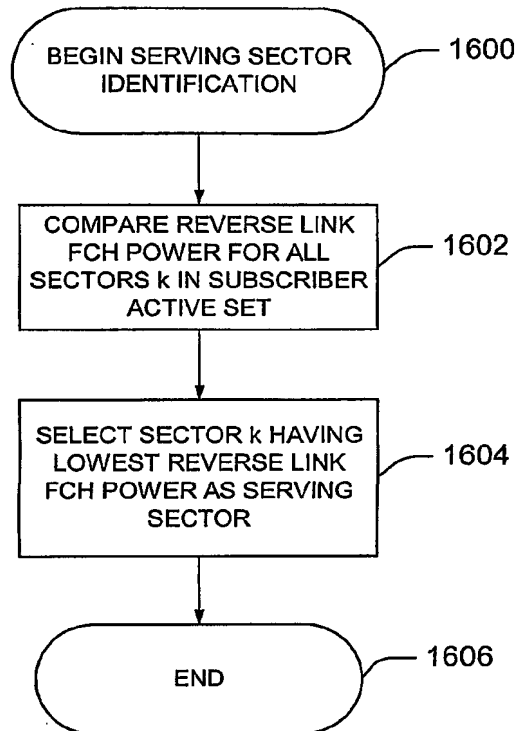 BEGIN SERVING SECTOR
IDENTIFICATION
1600
COMPARE REVERSE LINK
FCH POWER FOR ALL
SECTORS k IN SUBSCRIBER
ACTIVE SET
1602
SELECT SECTOR k HAVING
LOWEST REVERSE LINK
FCH POWER AS SERVING
SECTOR
1604
END
1606